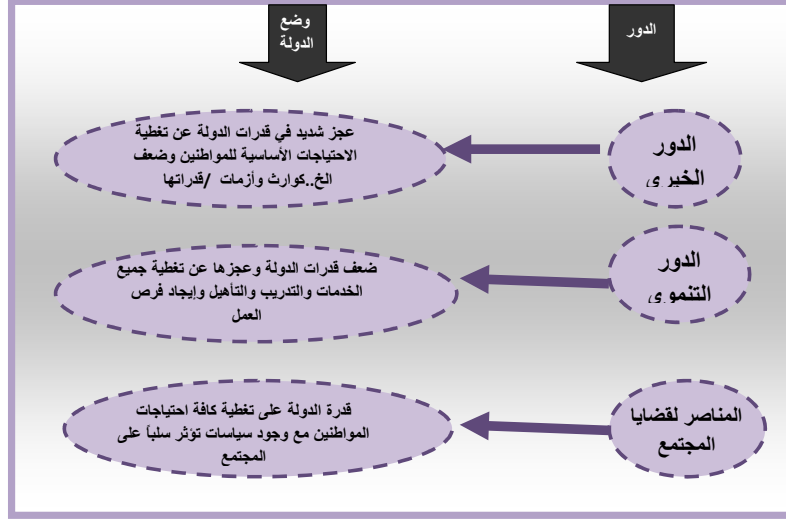 الدور
وضع
الدولة
الدور
الخيري
عجز شديد في قدرات الدولة عن تغطية
الاحتياجات الأساسية للمواطنين وضعف
الخ..كوارث وأزمات /قدراتها
الدور
التنموي
ضعف قدرات الدولة وعجزها عن تغطية جميع
الخدمات والتدريب والتأهيل وإيجاد فرص
العمل
المناصر لقضايا
المجتمع
قدرة الدولة على تغطية كافة احتياجات
المواطنين مع وجود سياسات تؤثر سلباً على
المجتمع